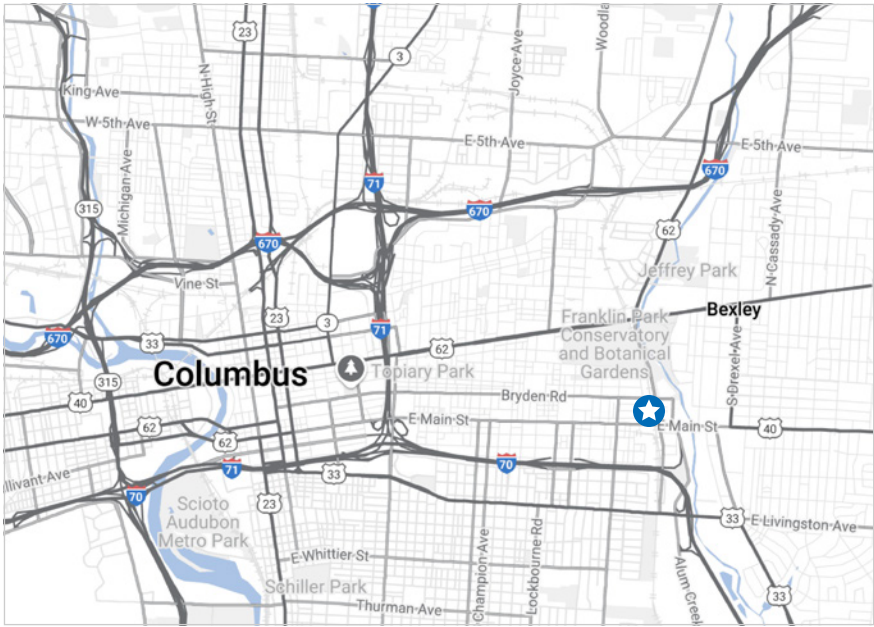 23
3
Joyce Ave
Woodla
King Ave
N High St
W 5th Ave
E 5th Ave
E 5th Ave
Michigan Ave
71
670
670
315
62
N Cassady Ave
670
Jeffrey Park
Vine St
Bexley
23
3
71
Franklin Park
Conservatory
and Botanical
Gardens
670
33
62
S Drexel Ave
Columbus
Topiary Park
315
40
Bryden Rd
62
62
E Main St
E Main St
40
llivant Ave
71
33
70
70
23
Scioto
Audubon
Metro Park
33
E Livingston Ave
E Whittier St
Champion Ave
Lockbourne Rd
Schiller Park
Alum Creek
33
Thurman Ave